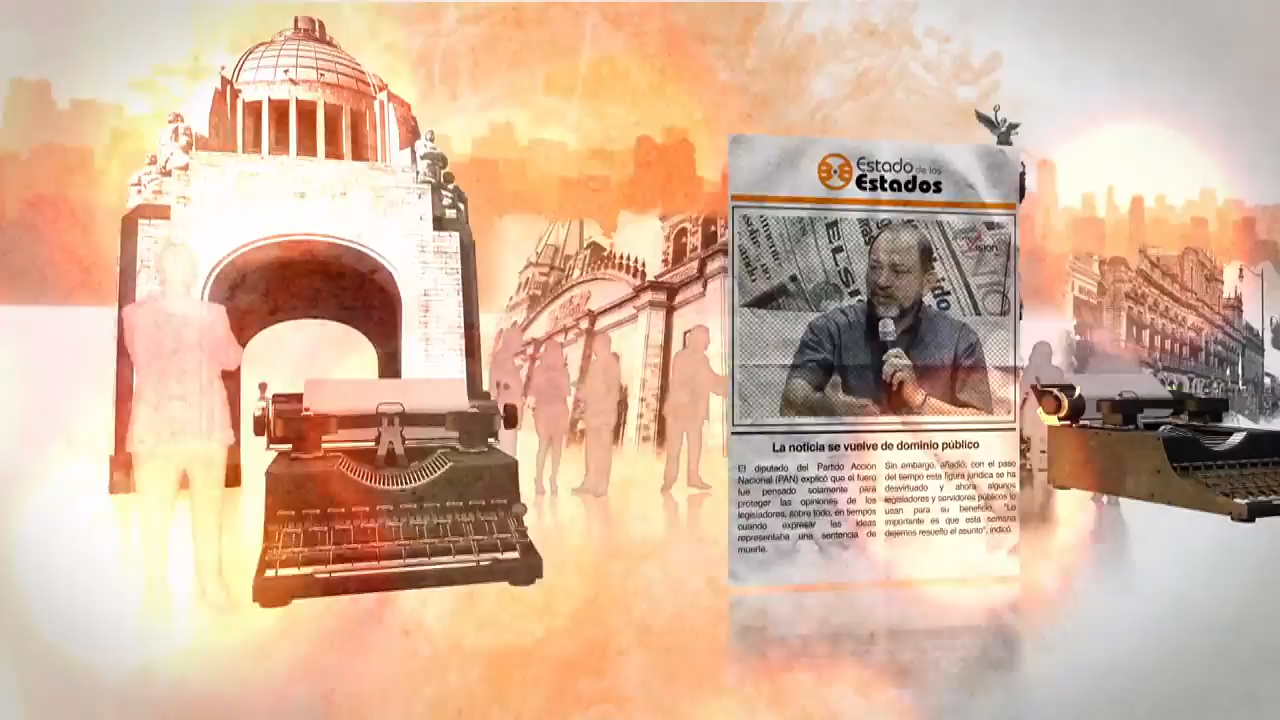 Estado de los
Estados
EL SI
Vision
La noticia se vuelve de dominio público
El diputado del Partido Acción
Nacional (PAN) explicó que el fuero
fue pensado solamente para
proteger las opiniones de los
legisladores, sobre todo, en tiempos
cuando expresar las ideas
representaba una sentencia de
muerte.
Sin embargo, añadió, con el paso
del tiempo esta figura jurídica se ha
desvirtuado y ahora algunos
legisladores y servidores públicos lo
usan para su beneficio. "Lo
importante es que esta semana
dejemos resuelto el asunto", indicó.